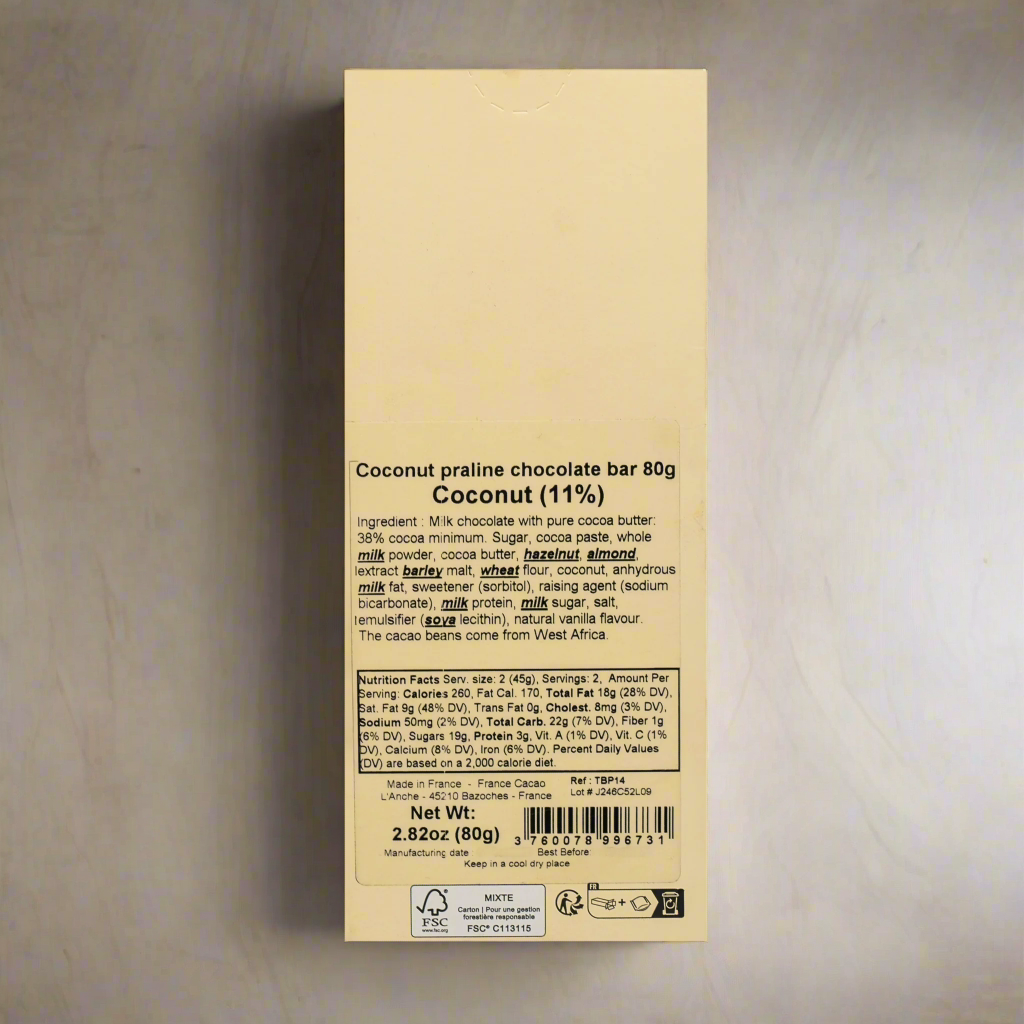 Coconut praline chocolate bar 80g
Coconut (11%)
Ingredient : Milk chocolate with pure cocoa butter:
38% cocoa minimum. Sugar, cocoa paste, whole
milk powder, cocoa butter, hazelnut, almond,
extract barley malt, wheat flour, coconut, anhydrous
milk fat, sweetener (sorbitol), raising agent (sodium
bicarbonate), milk protein, milk sugar, salt,
emulsifier (soya lecithin), natural vanilla flavour.
The cacao beans come from West Africa.
Nutrition Facts Serv. size: 2 (45g), Servings: 2, Amount Per
Serving: Calories 260, Fat Cal. 170, Total Fat 18g (28% DV),
Sat. Fat 9g (48% DV), Trans Fat 0g, Cholest. 8mg (3% DV),
Sodium 50mg (2% DV), Total Carb. 22g (7% DV), Fiber 1g
(6% DV), Sugars 19g, Protein 3g, Vit. A (1% DV), Vit. C (1%
DV), Calcium (8% DV), Iron (6% DV). Percent Daily Values
(DV) are based on a 2,000 calorie diet.
Made in France - France Cacao
L'Anche - 45210 Bazoches - France
Ref : TBP14
Lot # J246C52L09
Net Wt:
2.82oz (80g)
3 760078 996731
Manufacturing date
Best Before
Keep in a cool dry place
FSC
www.fsc.org
MIXTE
Carton | Pour une gestion
forestière responsable
FSC® C113115
FR
+